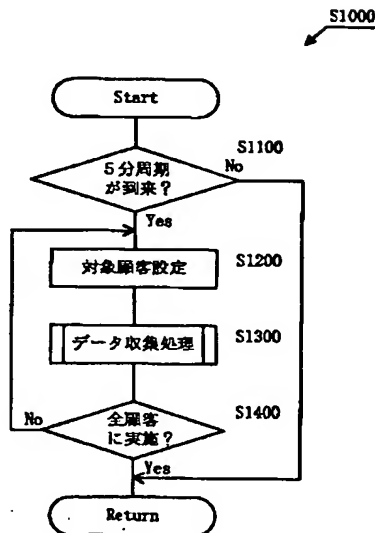 S1000
Start
S1100
5分周期
が到来?
No
Yes
対象顧客設定
S1200
データ取集処理
S1300
S1400
全顧客
に実施?
No
Yes
Return